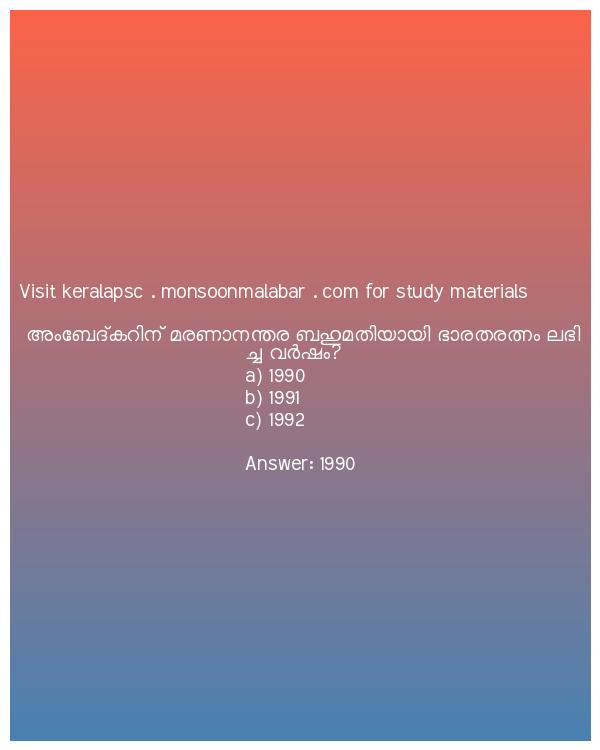 Visit keralapsc . monsoonmalabar . com for study materials
അംബേദ്കറിന് മരണാനന്തര ബഹുമതിയായി ഭാരതരത്നം ലഭി
ച്ച വർഷം?
a) 1990
b) 1991
c) 1992
Answer: 1990